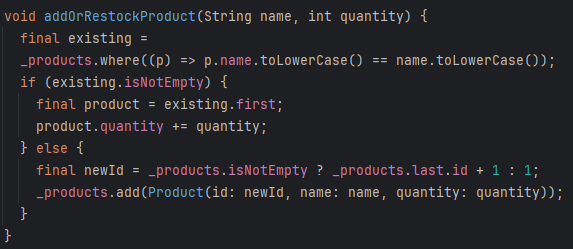 void addOrRestockProduct(String name, int quantity) {
  final existing =
  _products.where((p) => p.name.toLowerCase() == name.toLowerCase());
  if (existing.isNotEmpty) {
    final product = existing.first;
    product.quantity += quantity;
  } else {
    final newId = _products.isNotEmpty ? _products.last.id + 1 : 1;
    _products.add(Product(id: newId, name: name, quantity: quantity));
  }
}